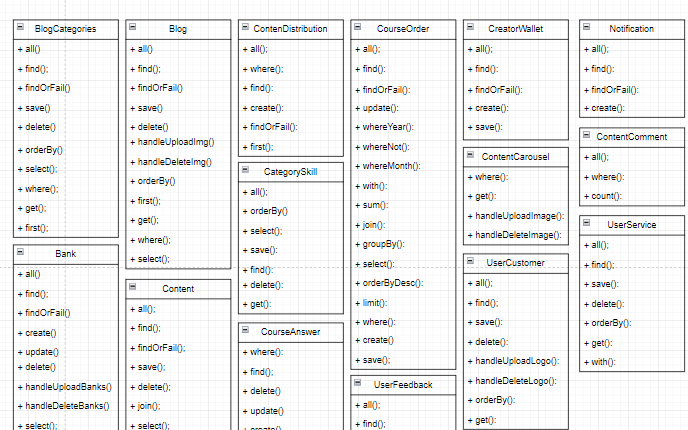 BlogCategories
+ all()
+ find();
+ findOrFail()
+ save()
+ delete()
+ orderBy()
+ select();
+ where();
+ get();
+ first();
Bank
+ all()
+ find();
+ findOrFail()
+ create()
+ update()
+ delete()
+ handleUploadBanks()
+ handleDeleteBanks()
+ select();
Blog
+ all()
+ find();
+ findOrFail()
+ save()
+ delete()
+ handleUploadImg()
+ handleDeleteImg()
+ orderBy()
+ first();
+ get();
+ where();
+ select();
Content
+ all();
+ find();
+ findOrFail();
+ save();
+ delete();
+ join();
+ select();
ContenDistribution
+ all();
+ where();
+ find():
+ create():
+ findOrFail():
+ first();
CategorySkill
+ all();
+ orderBy()
+ select();
+ save():
+ find():
+ delete():
+ get():
CourseAnswer
+ where():
+ find():
+ delete()
+ update()
+ create()
CourseOrder
+ all();
+ find():
+ findOrFail():
+ update():
+ whereYear():
+ whereNot():
+ whereMonth():
+ with():
+ sum():
+ join():
+ groupBy():
+ select():
+ orderByDesc():
+ limit():
+ where():
+ create()
+ save():
UserFeedback
+ all():
+ find():
CreatorWallet
+ all();
+ find():
+ findOrFail():
+ create():
+ save():
ContentCarousel
+ where():
+ get():
+ handleUploadImage():
+ handleDeleteImage():
UserCustomer
+ all():
+ find():
+ save():
+ delete():
+ handleUploadLogo():
+ handleDeleteLogo():
+ orderBy():
+ get():
Notification
+ all();
+ find():
+ findOrFail():
+ create():
ContentComment
+ all():
+ where():
+ count():
UserService
+ all():
+ find():
+ save():
+ delete():
+ orderBy():
+ get():
+ with():